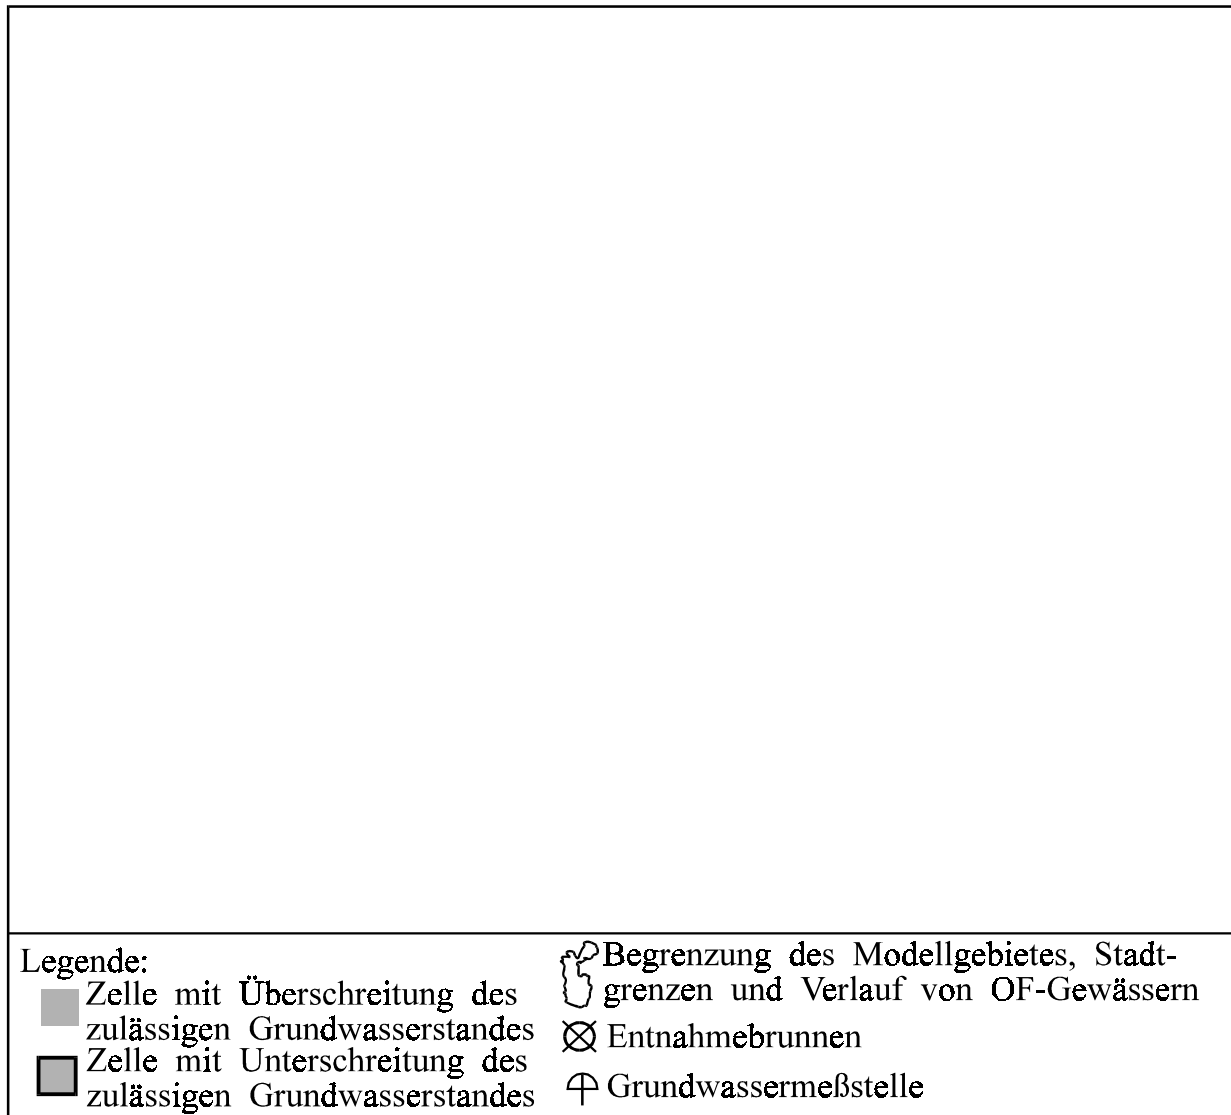 Legende:
Zelle mit Überschreitung des
zulässigen Grundwasserstandes
Zelle mit Unterschreitung des
zulässigen Grundwasserstandes
Begrenzung des Modellgebietes, Stadt-
grenzen und Verlauf von OF-Gewässern
Entnahmebrunnen
Grundwassermeßstelle